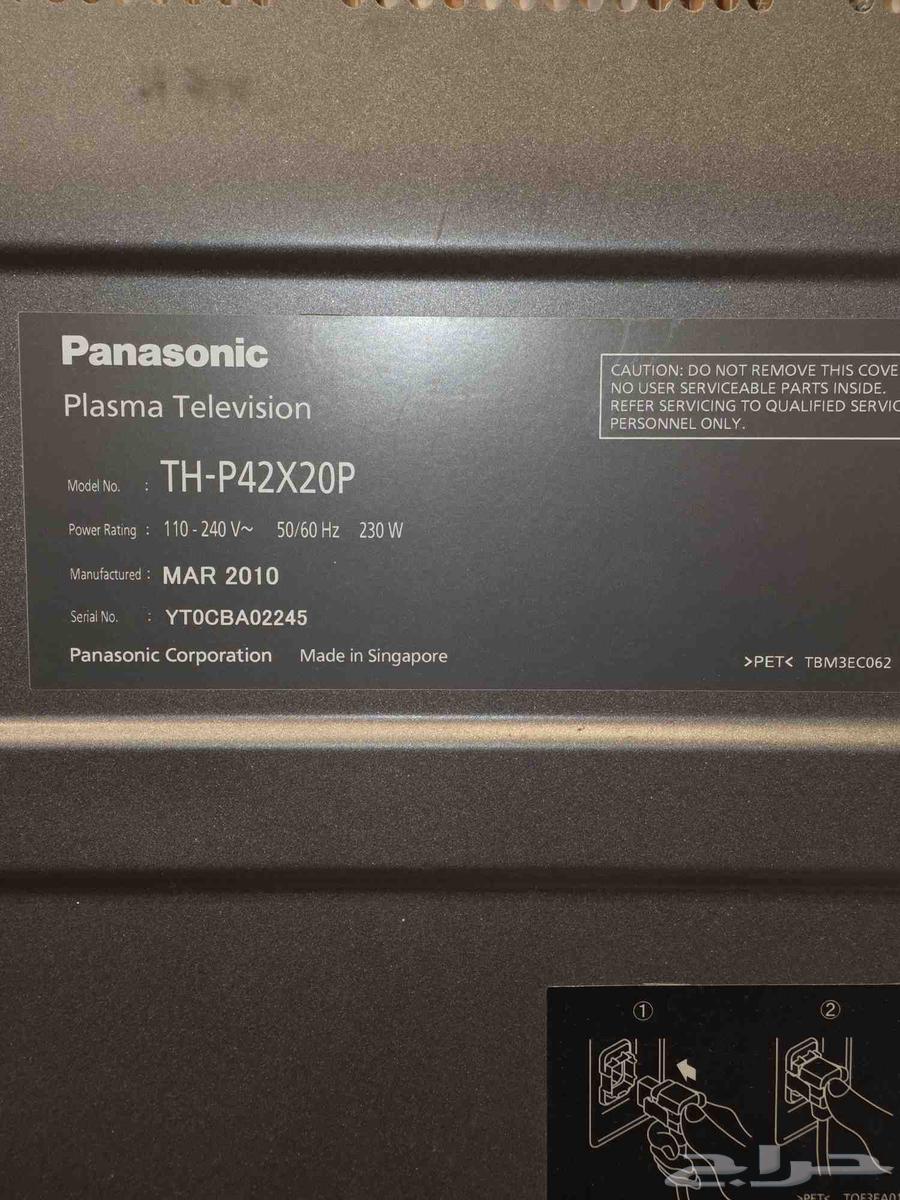 Panasonic
Plasma Television
CAUTION: DO NOT REMOVE THIS COVE
NO USER SERVICEABLE PARTS INSIDE.
REFER SERVICING TO QUALIFIED SERVIC
PERSONNEL ONLY.
Model No. : TH-P42X20P
Power Rating : 110 - 240 V~ 50/60 Hz 230 W
Manufactured : MAR 2010
Serial No. : YT0CBA02245
Panasonic Corporation Made in Singapore
>PET< TBM3EC062
① ②
حراج
>PET<